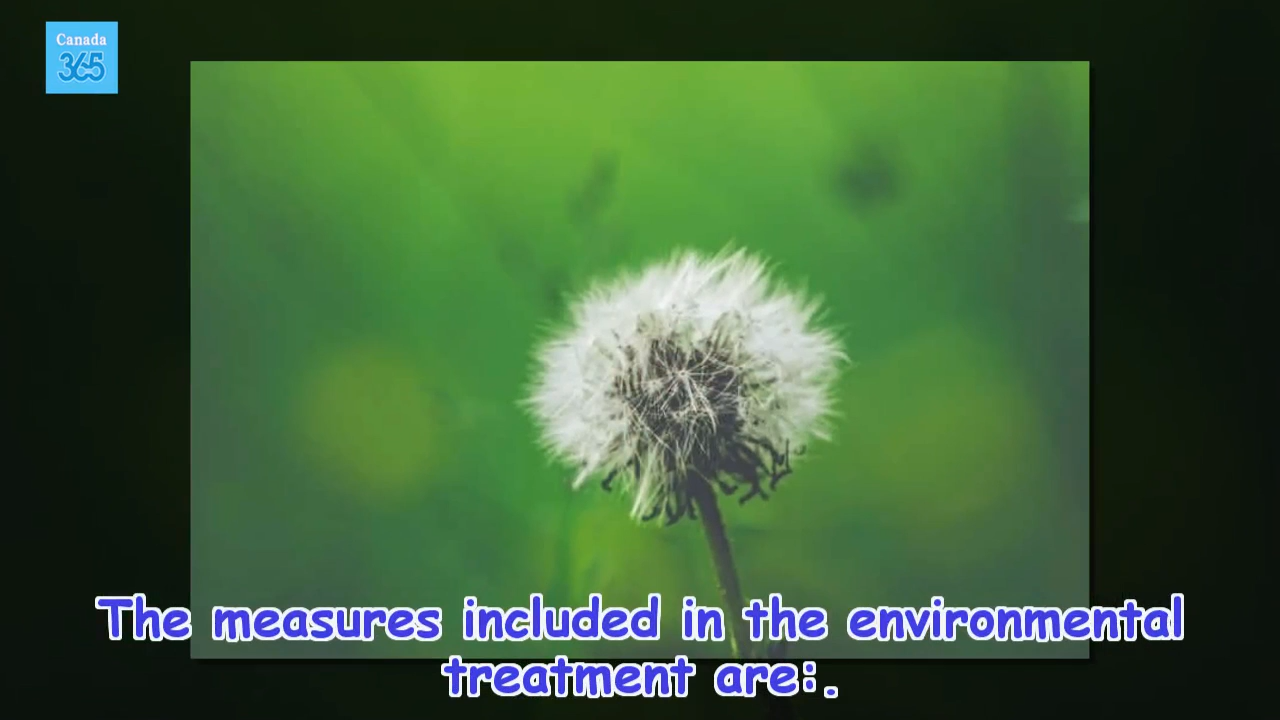 Canada
365
The measures included in the environmental
treatment are:.